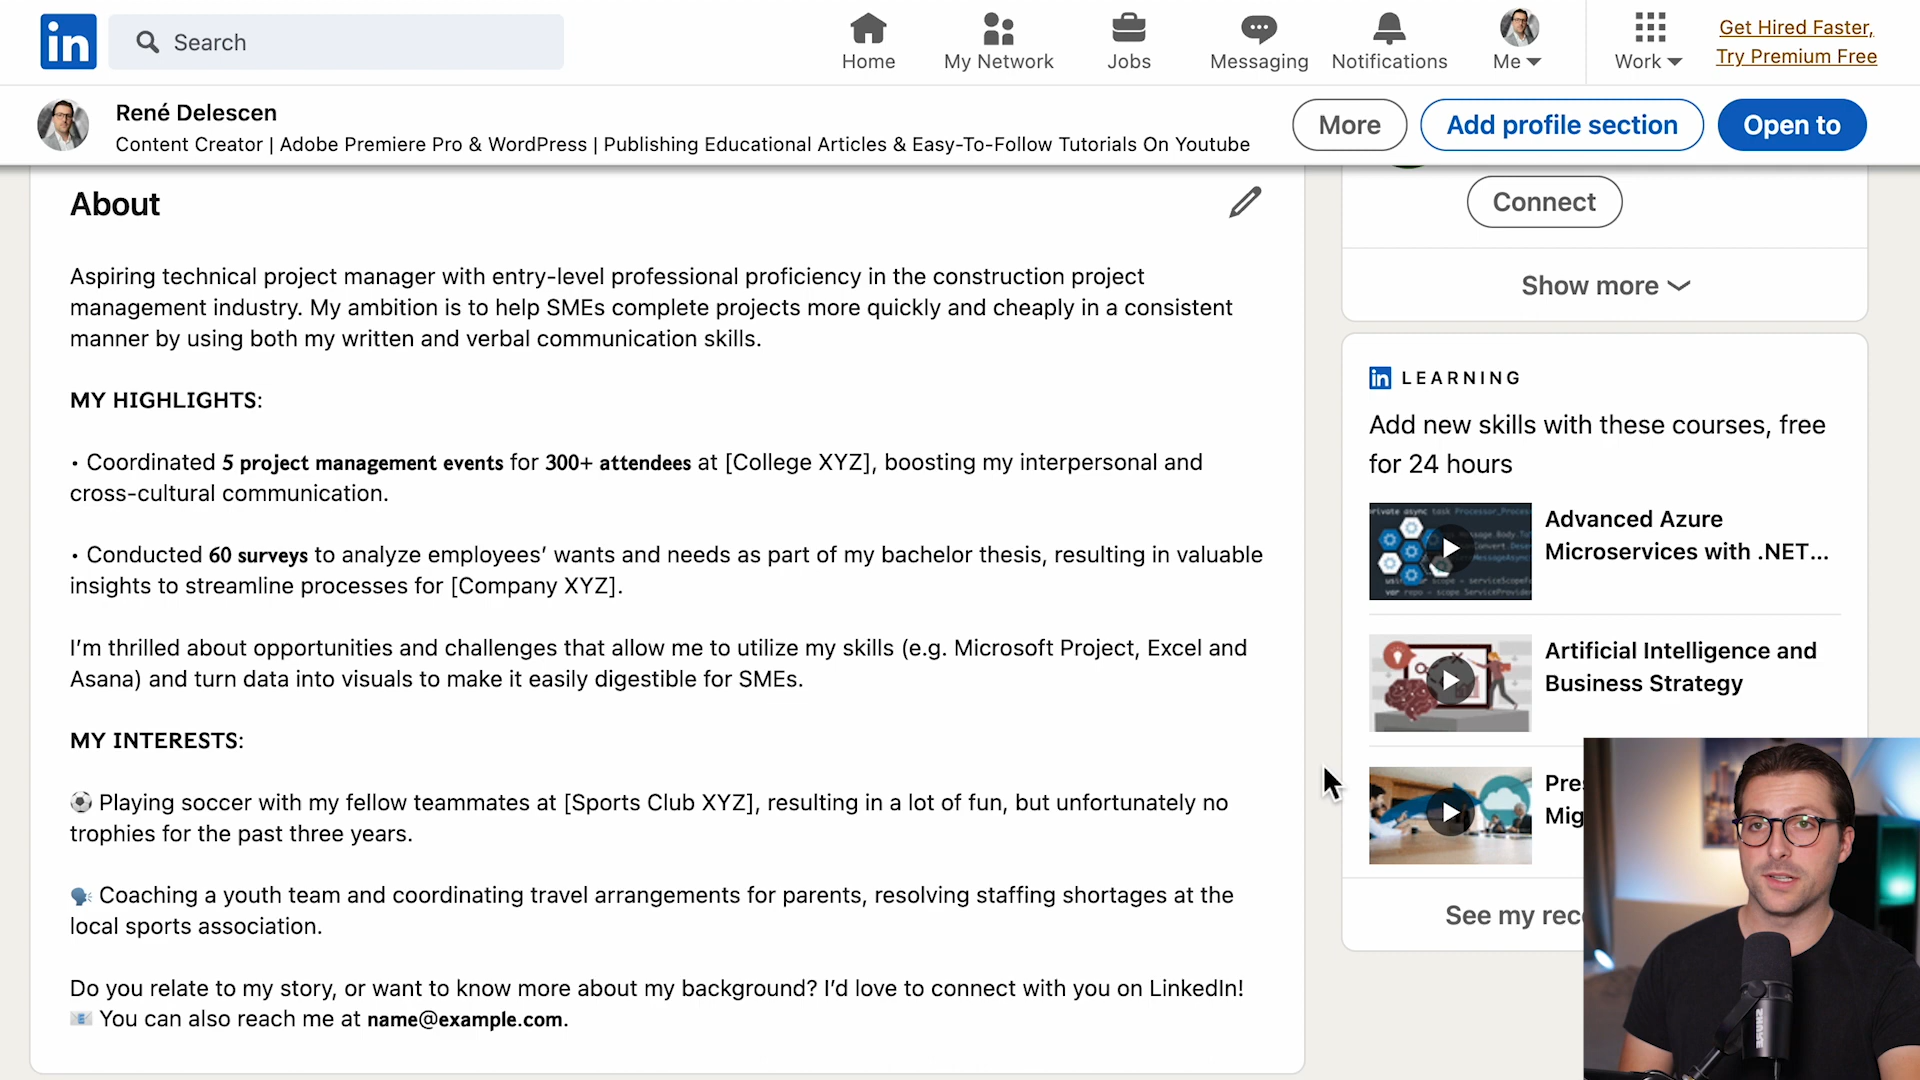 in
Search
Home
My Network
Jobs
Messaging
Notifications
Me
Work
Get Hired Faster,
Try Premium Free
René Delescen
Content Creator | Adobe Premiere Pro & WordPress | Publishing Educational Articles & Easy-To-Follow Tutorials On Youtube
More
Add profile section
Open to
About
Aspiring technical project manager with entry-level professional proficiency in the construction project
management industry. My ambition is to help SMEs complete projects more quickly and cheaply in a consistent
manner by using both my written and verbal communication skills.
MY HIGHLIGHTS:
• Coordinated 5 project management events for 300+ attendees at [College XYZ], boosting my interpersonal and
cross-cultural communication.
• Conducted 60 surveys to analyze employees’ wants and needs as part of my bachelor thesis, resulting in valuable
insights to streamline processes for [Company XYZ].
I’m thrilled about opportunities and challenges that allow me to utilize my skills (e.g. Microsoft Project, Excel and
Asana) and turn data into visuals to make it easily digestible for SMEs.
MY INTERESTS:
⚽ Playing soccer with my fellow teammates at [Sports Club XYZ], resulting in a lot of fun, but unfortunately no
trophies for the past three years.
🗣️ Coaching a youth team and coordinating travel arrangements for parents, resolving staffing shortages at the
local sports association.
Do you relate to my story, or want to know more about my background? I’d love to connect with you on LinkedIn!
📧 You can also reach me at name@example.com.
Connect
Show more
in LEARNING
Add new skills with these courses, free
for 24 hours
Advanced Azure
Microservices with .NET...
Artificial Intelligence and
Business Strategy
Pres
Mig
See my rec
SHURE